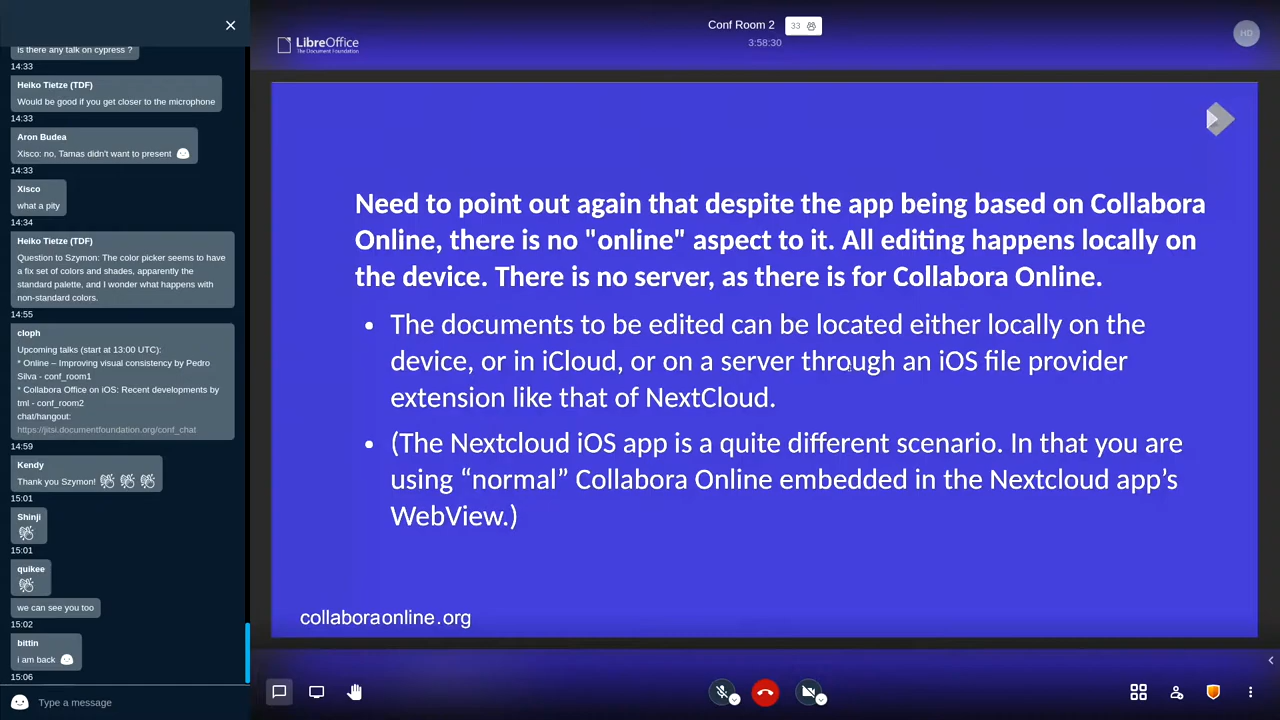 is there any talk on cypress ?
14:33
Heiko Tietze (TDF)
Would be good if you get closer to the microphone
14:33
Aron Budea
Xisco: no, Tamas didn't want to present
14:33
Xisco
what a pity
14:34
Heiko Tietze (TDF)
Question to Szymon: The color picker seems to have
a fix set of colors and shades, apparently the
standard palette, and I wonder what happens with
non-standard colors.
14:55
cloph
Upcoming talks (start at 13:00 UTC):
* Online – Improving visual consistency by Pedro
Silva - conf_room1
* Collabora Office on iOS: Recent developments by
tml - conf_room2
chat/hangout:
https://jitsi.documentfoundation.org/conf_chat
14:59
Kendy
Thank you Szymon!
15:01
Shinji
15:01
quikee
we can see you too
15:02
bittin
i am back
15:06
Type a message
LibreOffice
The Document Foundation
Conf Room 2
33
3:58:30
HD
Need to point out again that despite the app being based on Collabora
Online, there is no "online" aspect to it. All editing happens locally on
the device. There is no server, as there is for Collabora Online.
• The documents to be edited can be located either locally on the
device, or in iCloud, or on a server through an iOS file provider
extension like that of NextCloud.
• (The Nextcloud iOS app is a quite different scenario. In that you are
using “normal” Collabora Online embedded in the Nextcloud app’s
WebView.)
collaboraonline.org